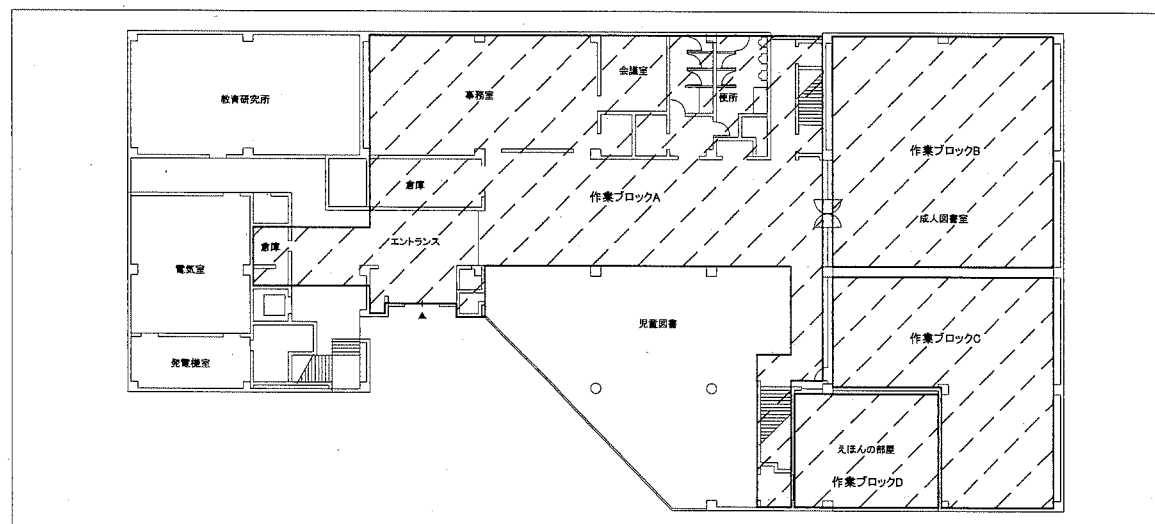 教育研究所
事務室
会議室
便所
倉庫
作業ブロックA
作業ブロックB
成人図書室
倉庫
エントランス
電気室
児童図書
作業ブロックC
発電機室
えほんの部屋
作業ブロックD